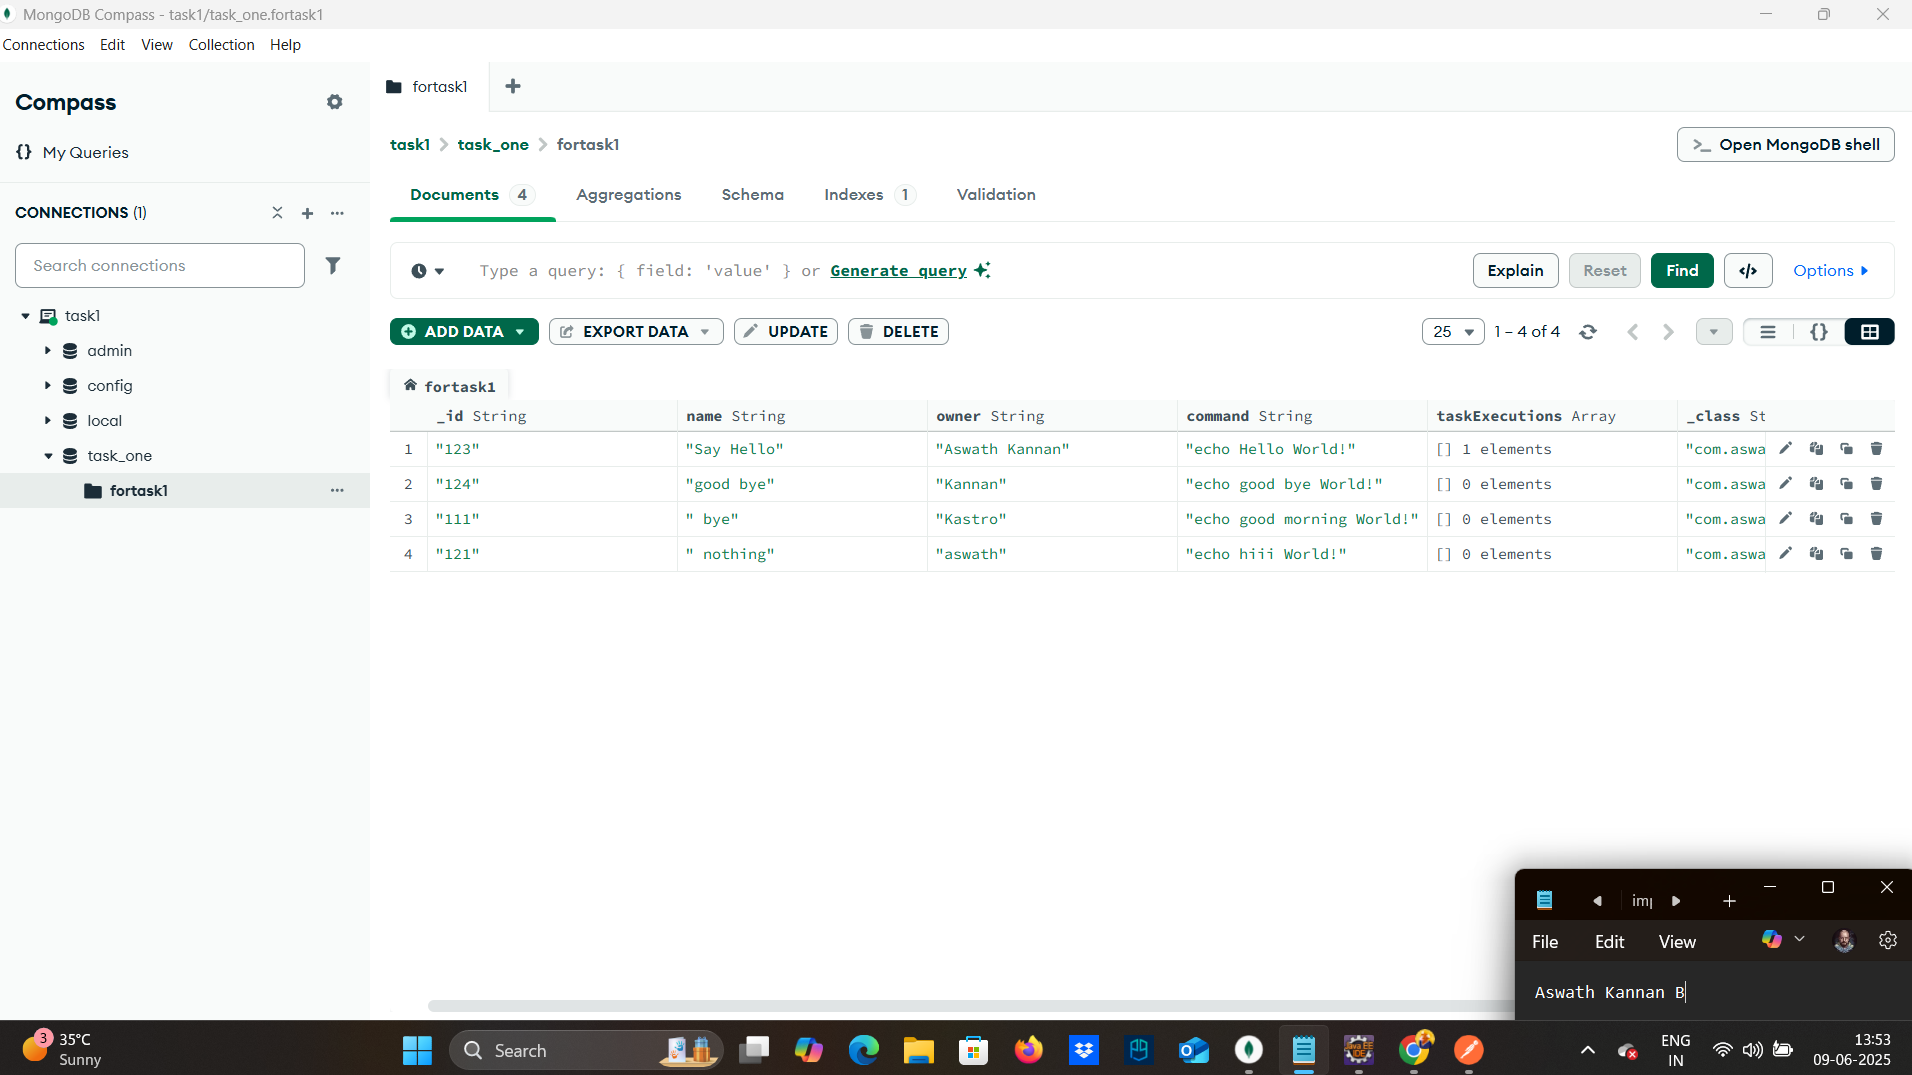 MongoDB Compass - task1/task_one.fortask1
Connections Edit View Collection Help
Compass
{} My Queries
CONNECTIONS (1)
Search connections
task1
admin
config
local
task_one
fortask1
fortask1
task1 > task_one > fortask1
>_ Open MongoDB shell
Documents 4 Aggregations Schema Indexes 1 Validation
Type a query: { field: 'value' } or Generate query
Explain Reset Find </> Options
ADD DATA EXPORT DATA UPDATE DELETE
25 1 – 4 of 4 {}
fortask1
_id String name String owner String command String taskExecutions Array _class St
1 "123" "Say Hello" "Aswath Kannan" "echo Hello World!" [] 1 elements "com.aswa
2 "124" "good bye" "Kannan" "echo good bye World!" [] 0 elements "com.aswa
3 "111" " bye" "Kastro" "echo good morning World!" [] 0 elements "com.aswa
4 "121" " nothing" "aswath" "echo hiii World!" [] 0 elements "com.aswa
File Edit View
Aswath Kannan B
3
35°C
Sunny
Search
ENG
IN
13:53
09-06-2025